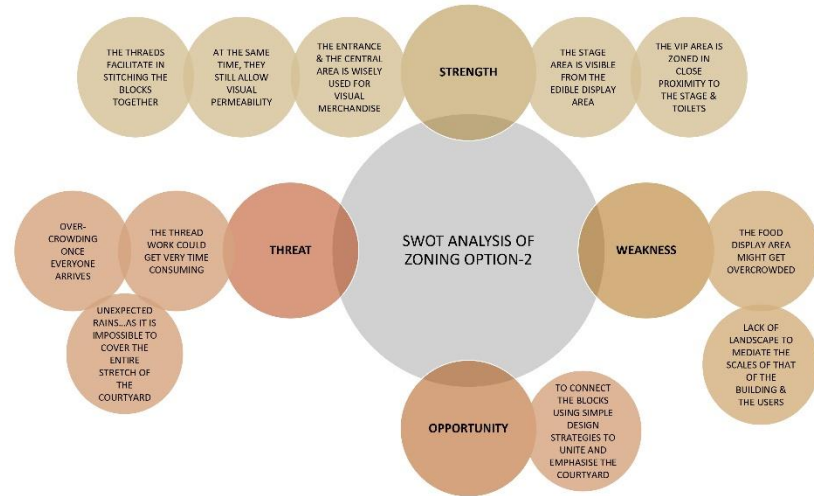 THE THRAEDS
FACILITATE IN
STITCHING THE
BLOCKS
TOGETHER
AT THE SAME
TIME, THEY
STILL ALLOW
VISUAL
PERMEABILITY
THE ENTRANCE
& THE CENTRAL
AREA IS WISELY
USED FOR
VISUAL
MERCHANDISE
STRENGTH
THE STAGE
AREA IS VISIBLE
FROM THE
EDIBLE DISPLAY
AREA
THE VIP AREA IS
ZONED IN
CLOSE
PROXIMITY TO
THE STAGE &
TOILETS
OVER-
CROWDING
ONCE
EVERYONE
ARRIVES
THE THREAD
WORK COULD
GET VERY TIME
CONSUMING
THREAT
UNEXPECTED
RAINS...AS IT IS
IMPOSSIBLE TO
COVER THE
ENTIRE
STRETCH OF
THE
COURTYARD
SWOT ANALYSIS OF
ZONING OPTION-2
WEAKNESS
THE FOOD
DISPLAY AREA
MIGHT GET
OVERCROWDED
LACK OF
LANDSCAPE TO
MEDIATE THE
SCALES OF THAT
OF THE
BUILDING &
THE USERS
OPPORTUNITY
TO CONNECT
THE BLOCKS
USING SIMPLE
DESIGN
STRATEGIES TO
UNITE AND
EMPHASISE THE
COURTYARD